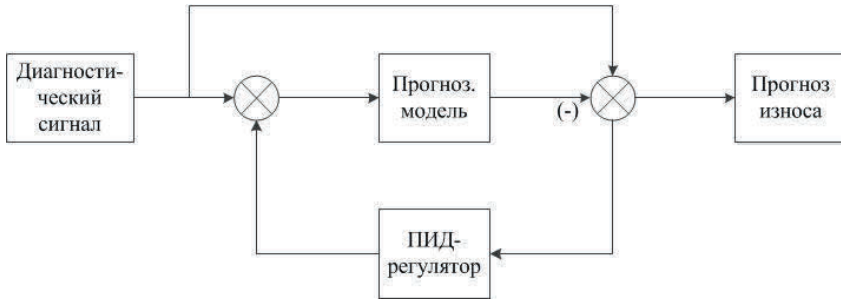 Диагности-
ческий
сигнал
Прогноз.
модель
(-)
Прогноз
износа
ПИД-
регулятор